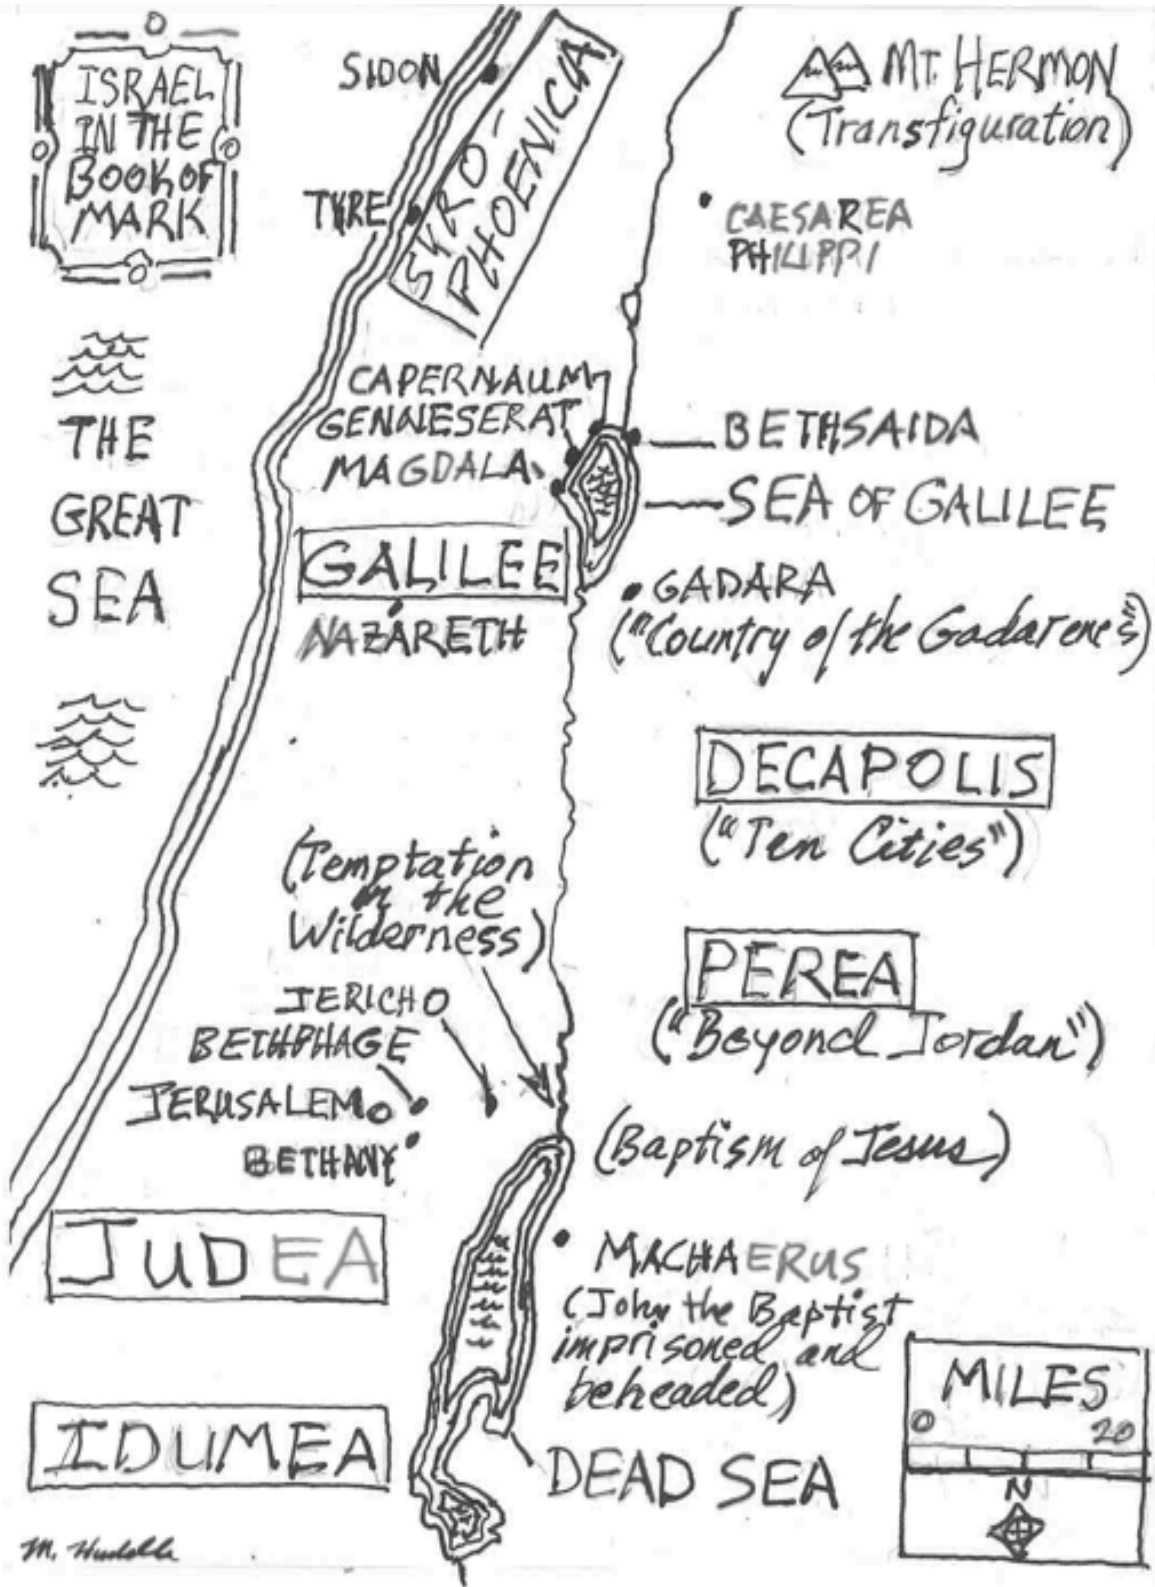 ISRAEL
IN THE
BOOK OF
MARK
SIDON
SYRO-
PHOENICIA
TYRE
MT. HERMON
(Transfiguration)
CAESAREA
PHILIPPI
THE
GREAT
SEA
CAPERNAUM
GENNESERAT
MAGDALA
BETHSAIDA
SEA OF GALILEE
GALILEE
NAZARETH
GADARA
("Country of the Gadarenes")
DECAPOLIS
("Ten Cities")
(Temptation
in the
Wilderness)
PEREA
("Beyond Jordan")
JERICHO
BETHPHAGE
JERUSALEM
BETHANY
(Baptism of Jesus)
JUDEA
MACHAERUS
(John the Baptist
imprisoned and
beheaded)
IDUMEA
DEAD SEA
MILES
0 20
N
M.